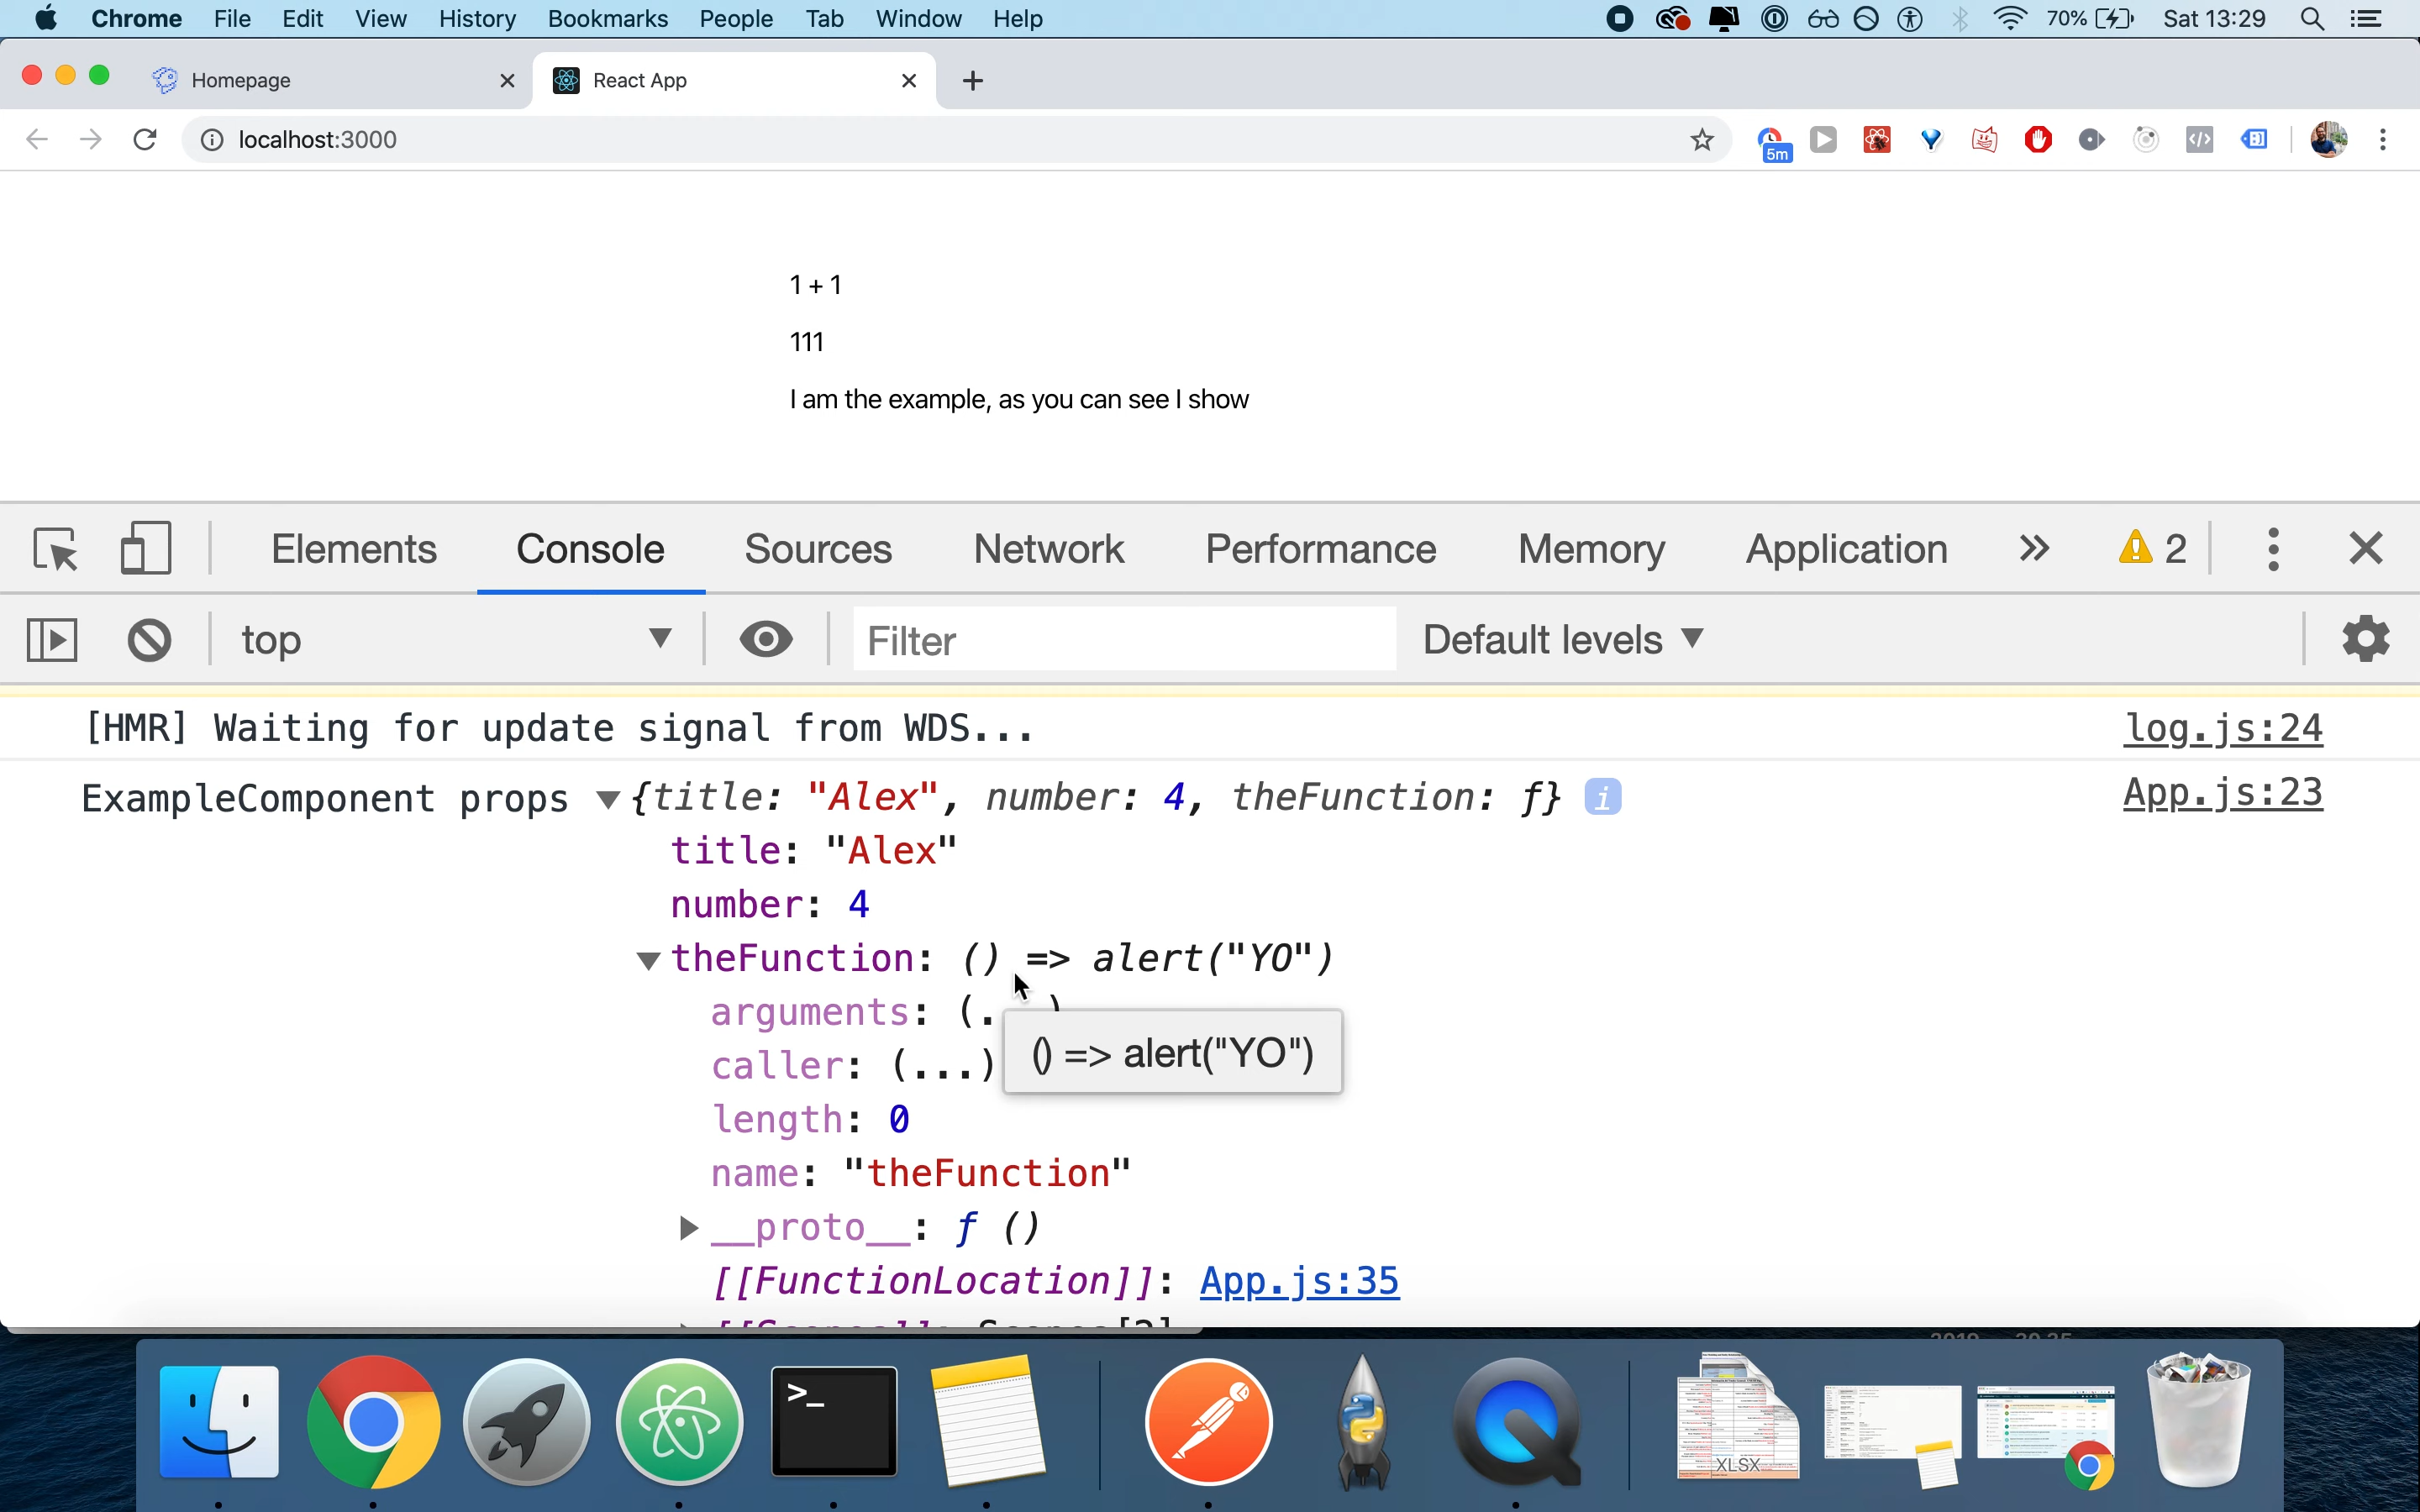 Chrome File Edit View History Bookmarks People Tab Window Help 70% Sat 13:29
Homepage React App
localhost:3000 5m
1 + 1
111
I am the example, as you can see I show
Elements Console Sources Network Performance Memory Application » 2
top Filter Default levels
[HMR] Waiting for update signal from WDS... log.js:24
ExampleComponent props {title: "Alex", number: 4, theFunction: f} i App.js:23
title: "Alex"
number: 4
theFunction: () => alert("YO")
arguments: (...)
() => alert("YO")
caller: (...)
length: 0
name: "theFunction"
__proto__: f ()
[[FunctionLocation]]: App.js:35
>_
XLSX